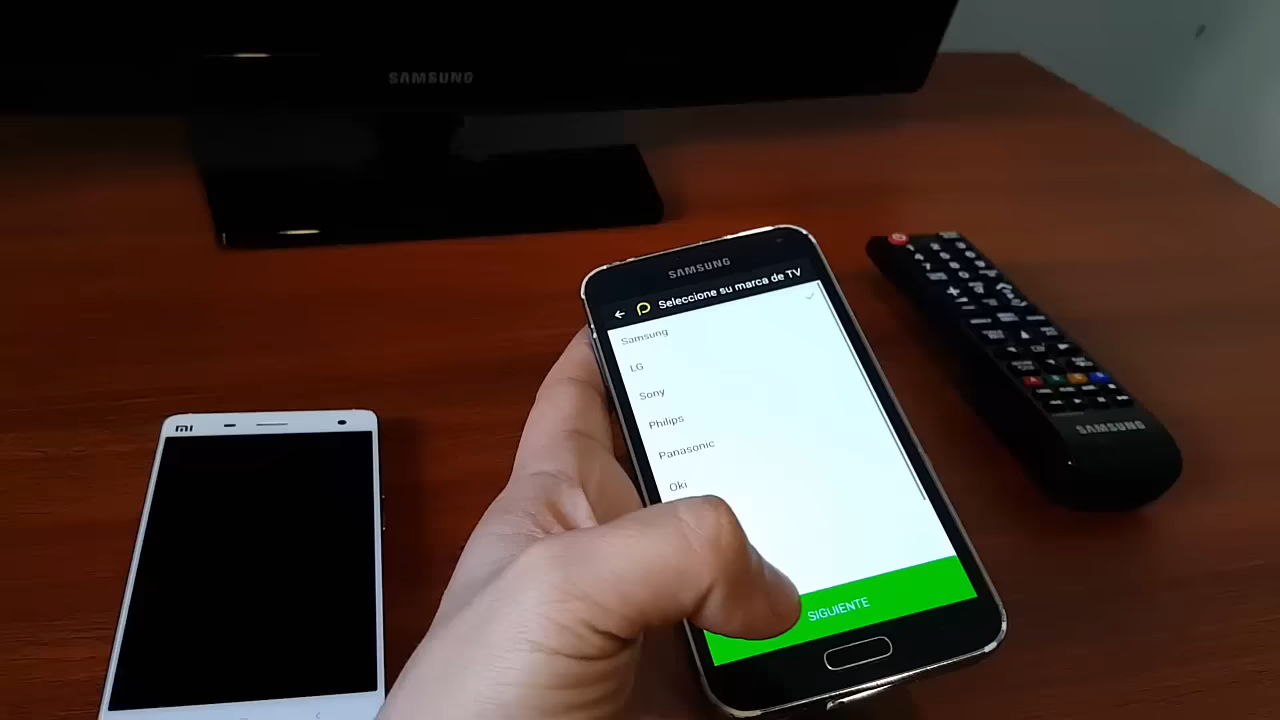 SAMSUNG
SAMSUNG
Seleccione su marca de TV
Samsung
LG
Sony
Philips
Panasonic
Oki
SIGUIENTE
mi
SAMSUNG